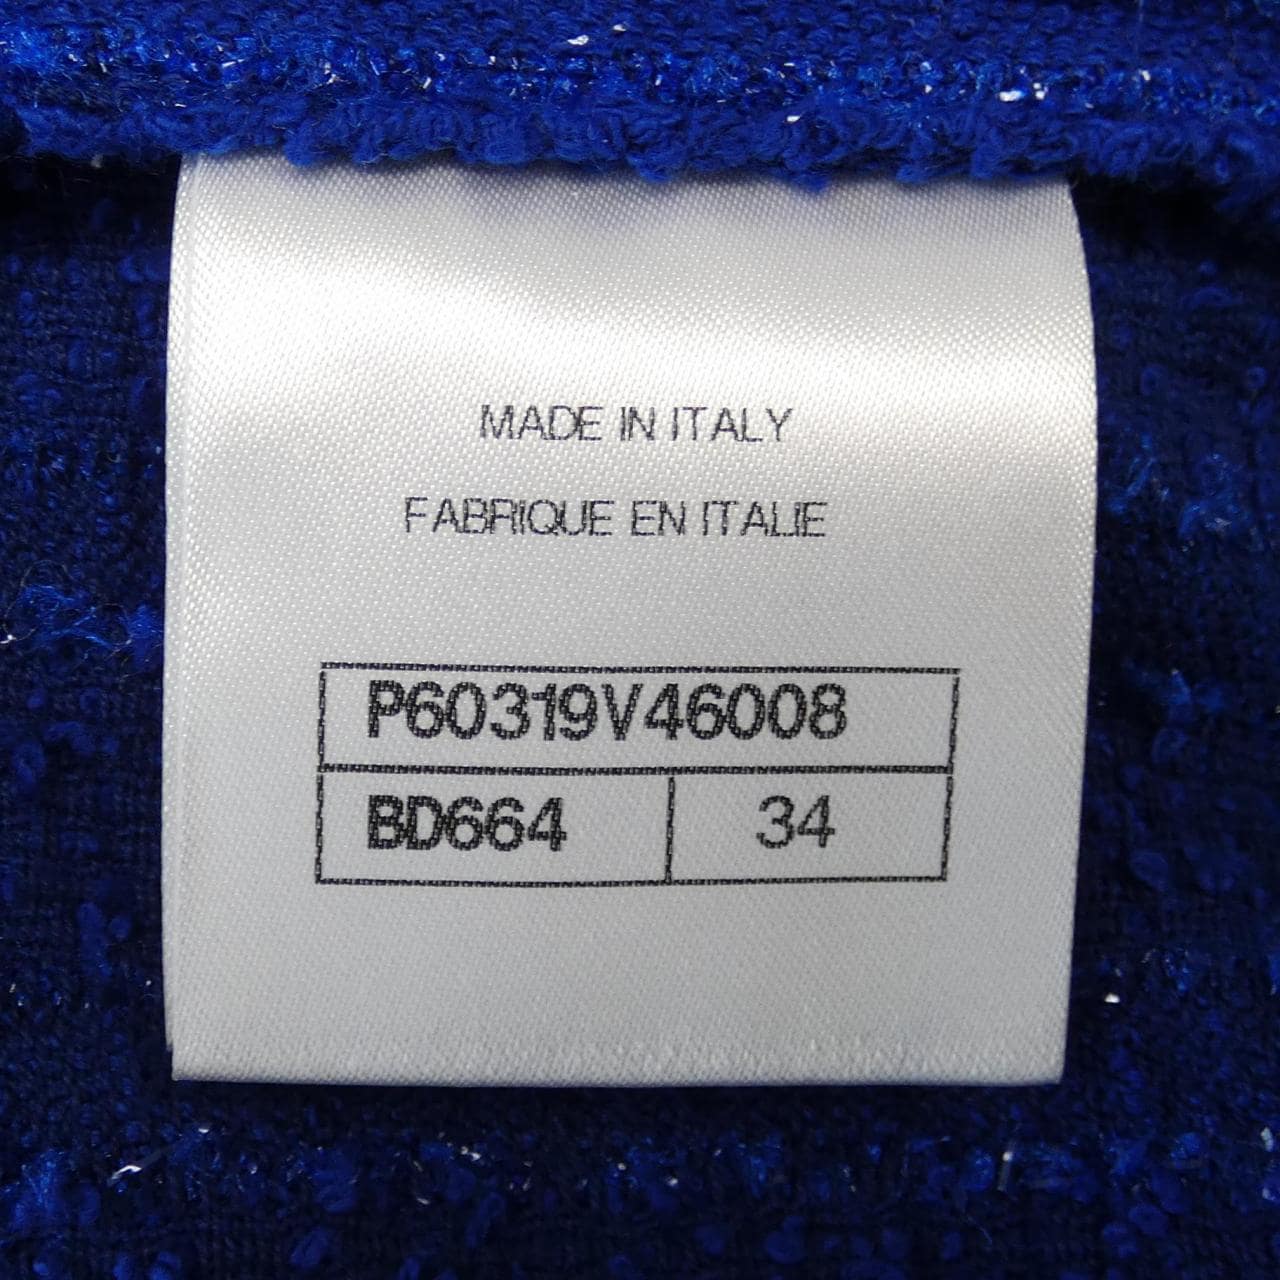 MADE IN ITALY
FABRIQUE EN ITALIE
P60319V46008
BD664 34